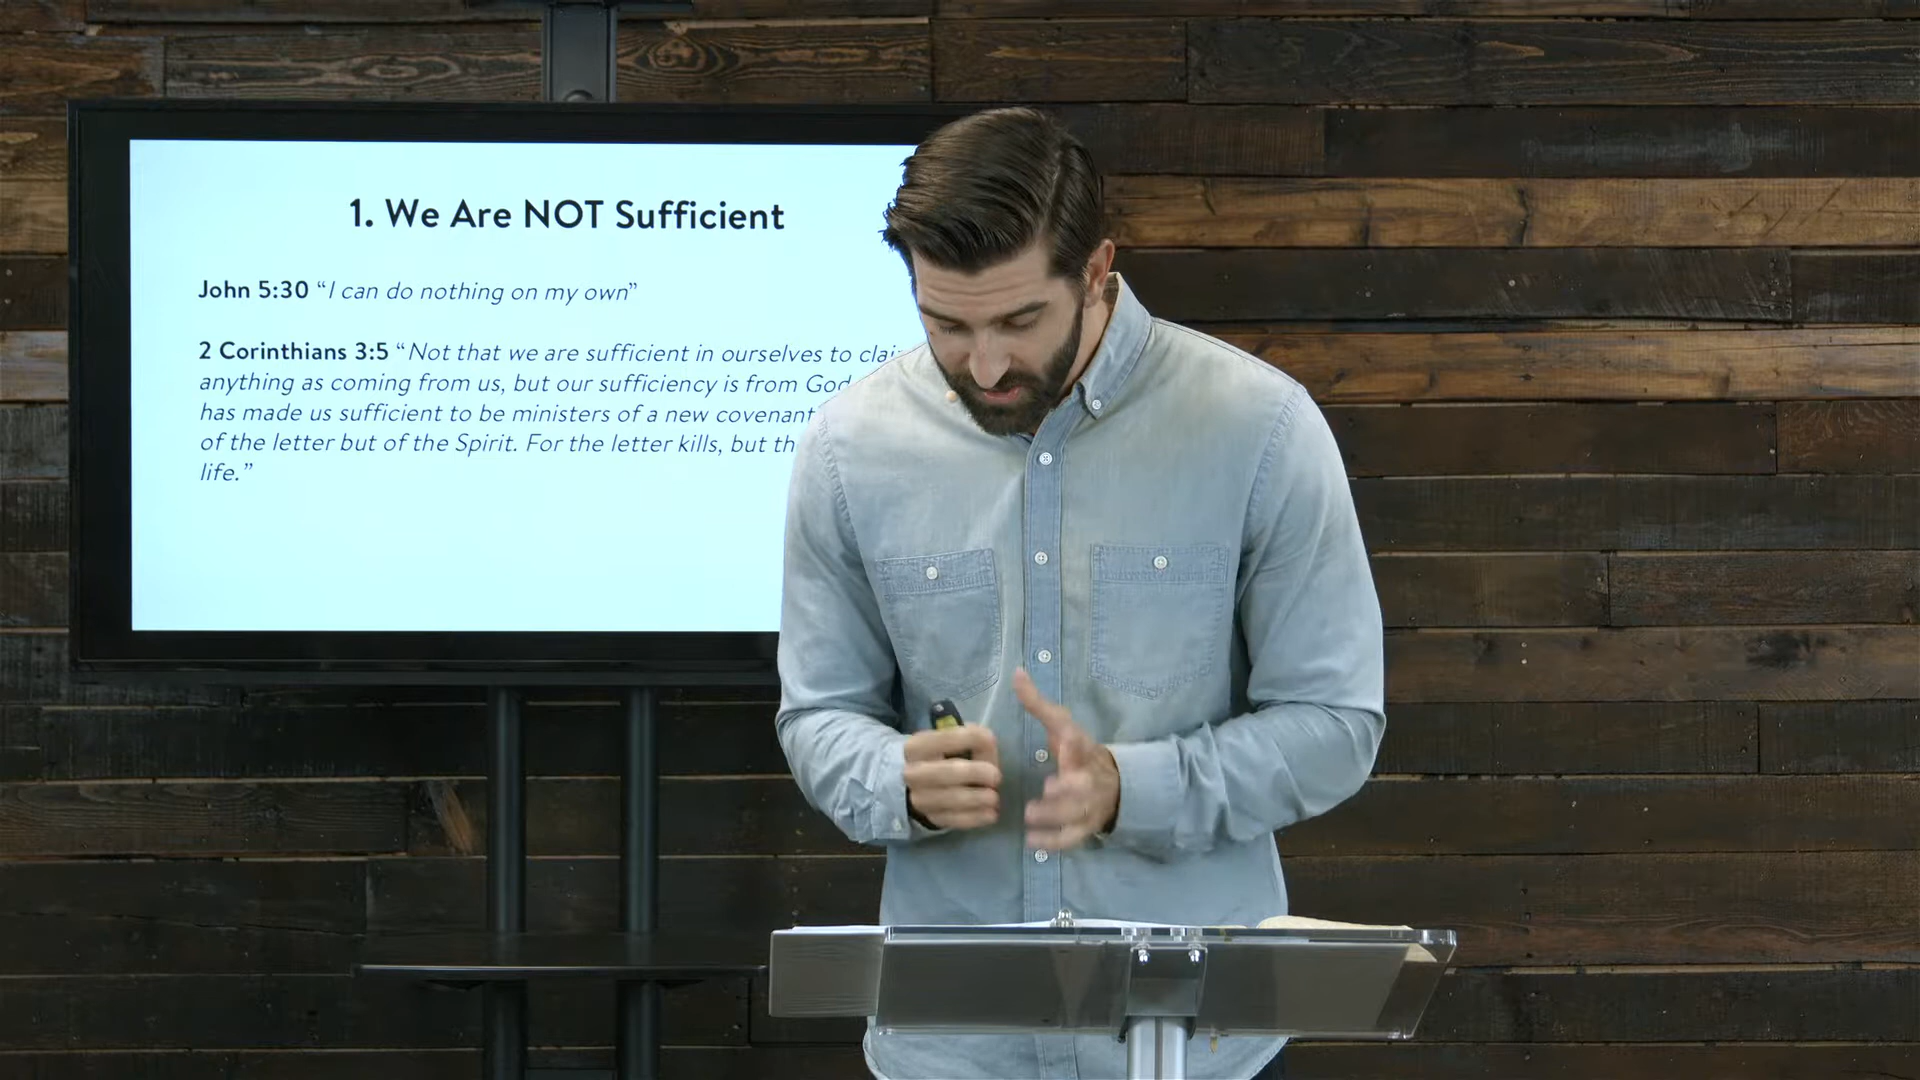 1. We Are NOT Sufficient
John 5:30 “I can do nothing on my own”
2 Corinthians 3:5 “Not that we are sufficient in ourselves to
anything as coming from us, but our sufficiency is from God
has made us sufficient to be ministers of a new covenant
of the letter but of the Spirit. For the letter kills, but
life.”